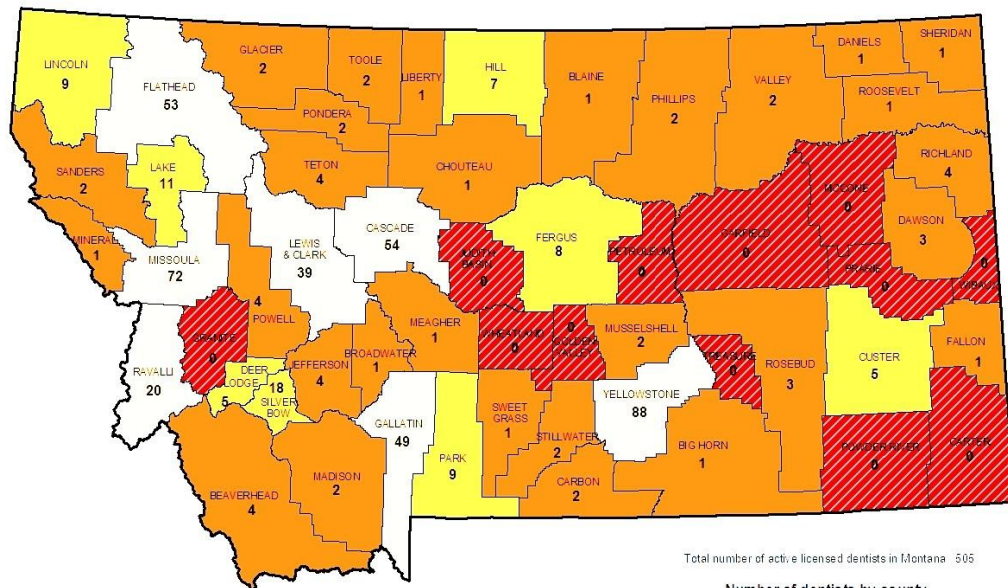 LINCOLN
9
FLATHEAD
53
GLACIER
2
TOOLE
2
LIBERTY
1
HILL
7
BLAINE
1
PHILLIPS
2
VALLEY
2
DANIELS
1
SHERIDAN
1
ROOSEVELT
1
PONDERA
2
TETON
4
CHOUTEAU
1
RICHLAND
4
SANDERS
2
LAKE
11
MINERAL
1
MISSOULA
72
LEWIS
& CLARK
39
CASCADE
54
JUDITH
BASIN
0
FERGUS
8
PETROLEUM
0
GARFIELD
0
MCCONE
0
DAWSON
3
PRARIE
0
0
WIBAUX
4
POWELL
GRANITE
0
RAVALLI
20
DEER
LODGE
5
18
SILVER
BOW
JEFFERSON
4
BROADWATER
1
MEAGHER
1
WHEATLAND
0
0
GOLDEN
VALLEY
MUSSELSHELL
2
TREASURE
0
ROSEBUD
3
CUSTER
5
FALLON
1
GALLATIN
49
PARK
9
SWEET
GRASS
1
STILLWATER
2
YELLOWSTONE
88
BIG HORN
1
CARBON
2
POWDER RIVER
0
CARTER
0
BEAVERHEAD
4
MADISON
2
Total number of active licensed dentists in Montana 505
Number of dentists by county